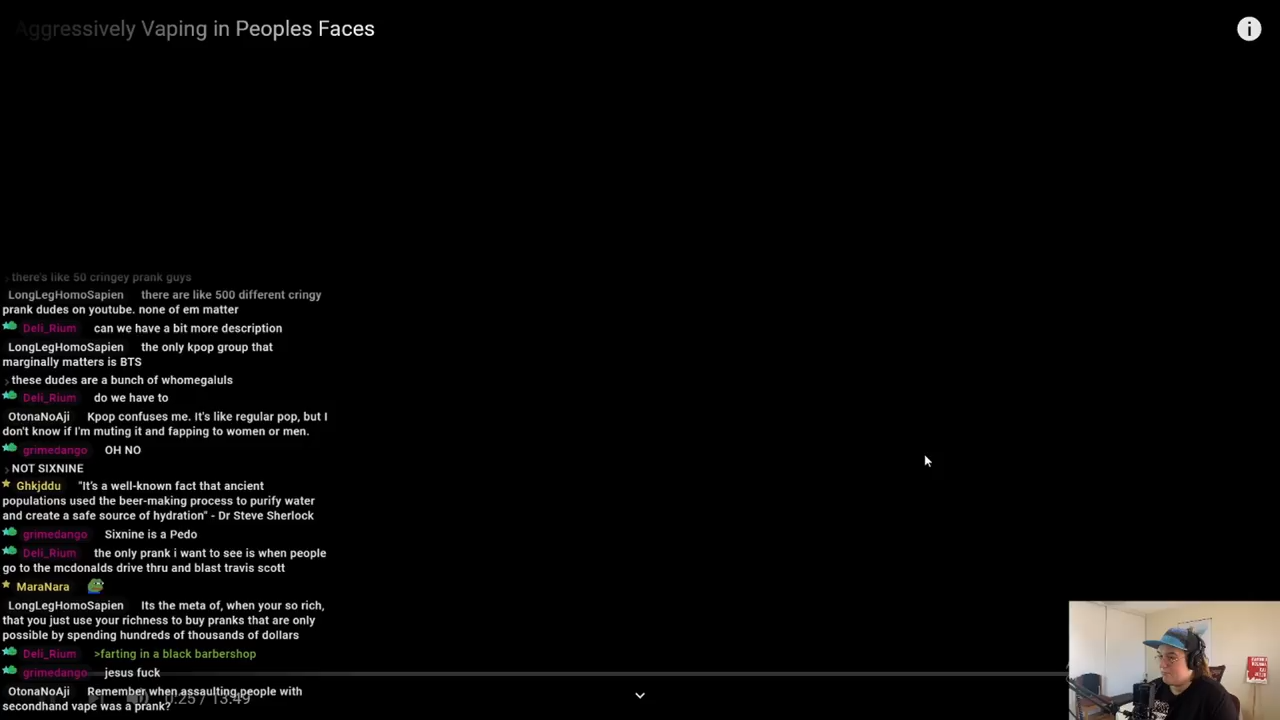 Aggressively Vaping in Peoples Faces
there's like 50 cringey prank guys
LongLegHomoSapien there are like 500 different cringy
prank dudes on youtube. none of em matter
Deli_Rium can we have a bit more description
LongLegHomoSapien the only kpop group that
marginally matters is BTS
these dudes are a bunch of whomegaluls
Deli_Rium do we have to
OtonaNoAji Kpop confuses me. It's like regular pop, but I
don't know if I'm muting it and fapping to women or men.
grimedango OH NO
NOT SIXNINE
Ghkjddu "It's a well-known fact that ancient
populations used the beer-making process to purify water
and create a safe source of hydration" - Dr Steve Sherlock
grimedango Sixnine is a Pedo
Deli_Rium the only prank i want to see is when people
go to the mcdonalds drive thru and blast travis scott
MaraNara
LongLegHomoSapien Its the meta of, when your so rich,
that you just use your richness to buy pranks that are only
possible by spending hundreds of thousands of dollars
Deli_Rium >farting in a black barbershop
grimedango jesus fuck
OtonaNoAji Remember when assaulting people with
secondhand vape was a prank?
0:25 / 13:49